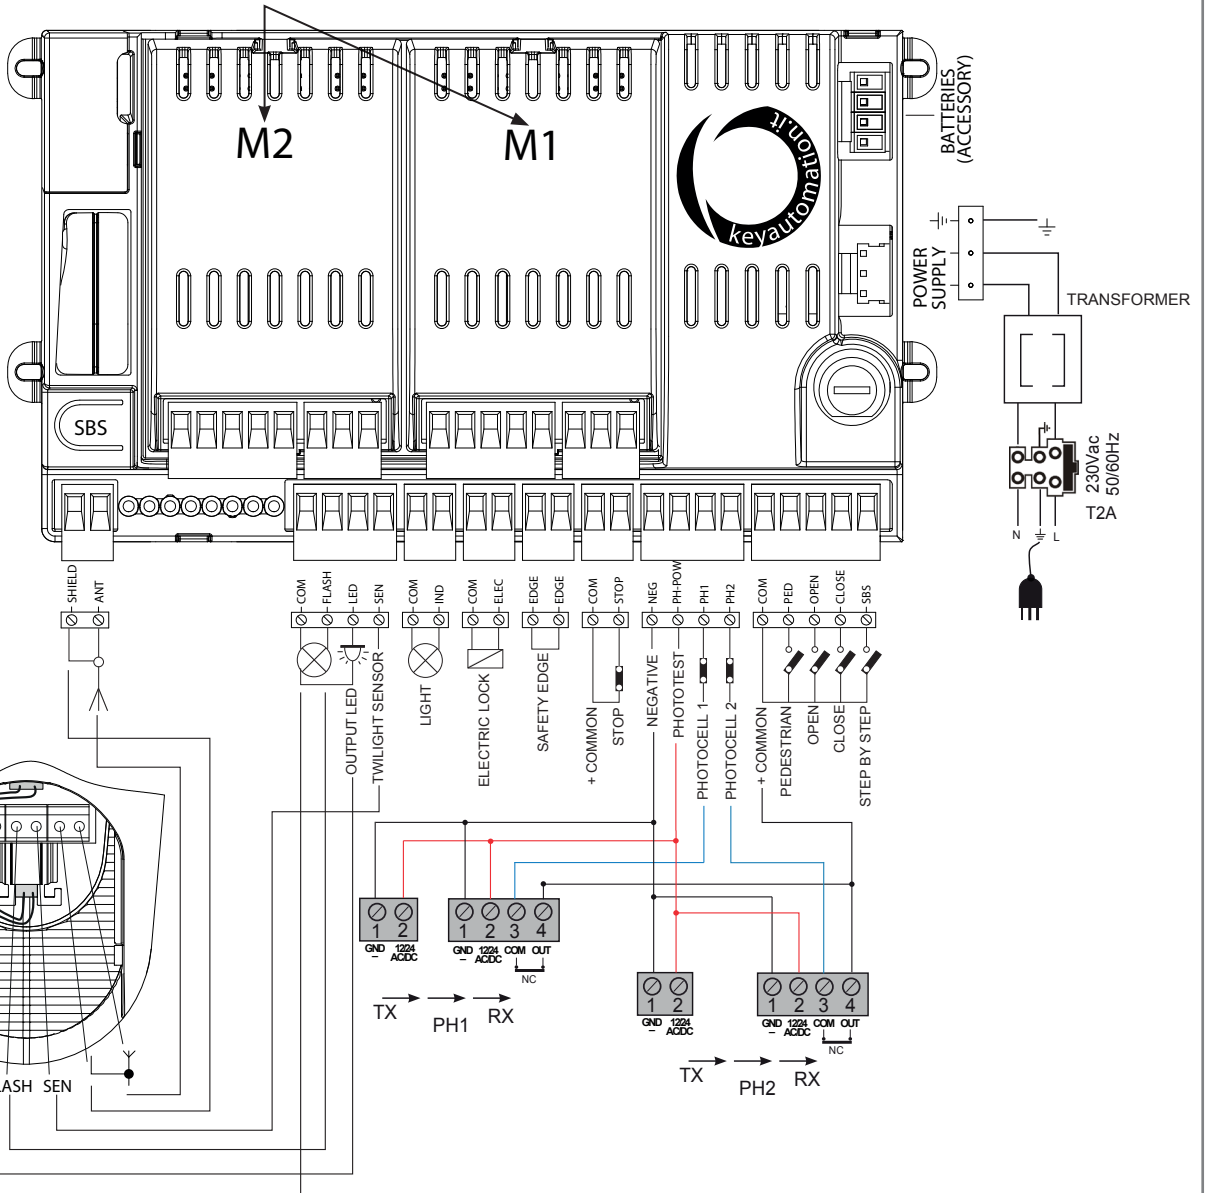 M2
M1
keyautomation.it
BATTERIES
(ACCESSORY)
POWER
SUPPLY
TRANSFORMER
230Vac
50/60Hz
T2A
N
L
SBS
SHIELD
ANT
COM
FLASH
LED
SEN
COM
IND
COM
ELEC
EDGE
EDGE
COM
STOP
NEG
PH-POW
PH1
PH2
COM
PED
OPEN
CLOSE
SBS
OUTPUT LED
TWILIGHT SENSOR
LIGHT
ELECTRIC LOCK
SAFETY EDGE
+ COMMON
STOP
NEGATIVE
PHOTOTEST
PHOTOCELL 1
PHOTOCELL 2
+ COMMON
PEDESTRIAN
OPEN
CLOSE
STEP BY STEP
1 2
GND 12/24
– AC/DC
1 2 3 4
GND 12/24 COM OUT
– AC/DC
NC
TX PH1 RX
1 2
GND 12/24
– AC/DC
1 2 3 4
GND 12/24 COM OUT
– AC/DC
NC
TX PH2 RX
ASH SEN